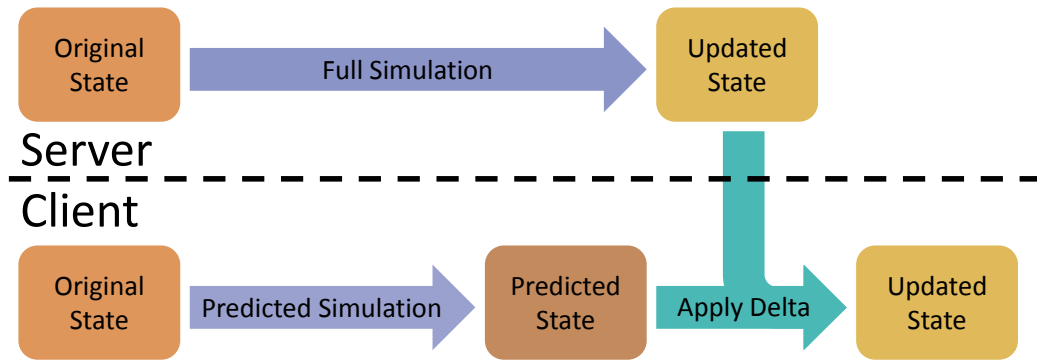 Original
State
Full Simulation
Updated
State
Server
Client
Original
State
Predicted Simulation
Predicted
State
Apply Delta
Updated
State